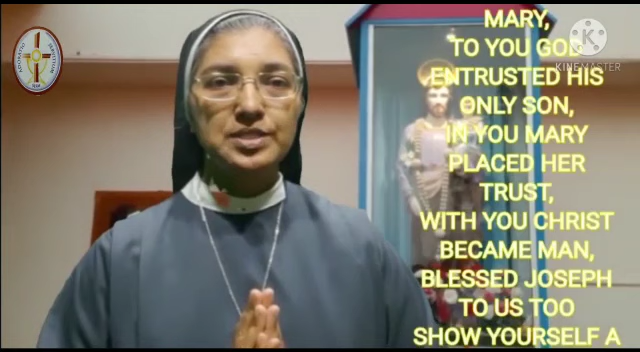 MARY,
TO YOU GOD
ENTRUSTED HIS
ONLY SON,
IN YOU MARY
PLACED HER
TRUST,
WITH YOU CHRIST
BECAME MAN,
BLESSED JOSEPH
TO US TOO
SHOW YOURSELF A
KINEMASTER